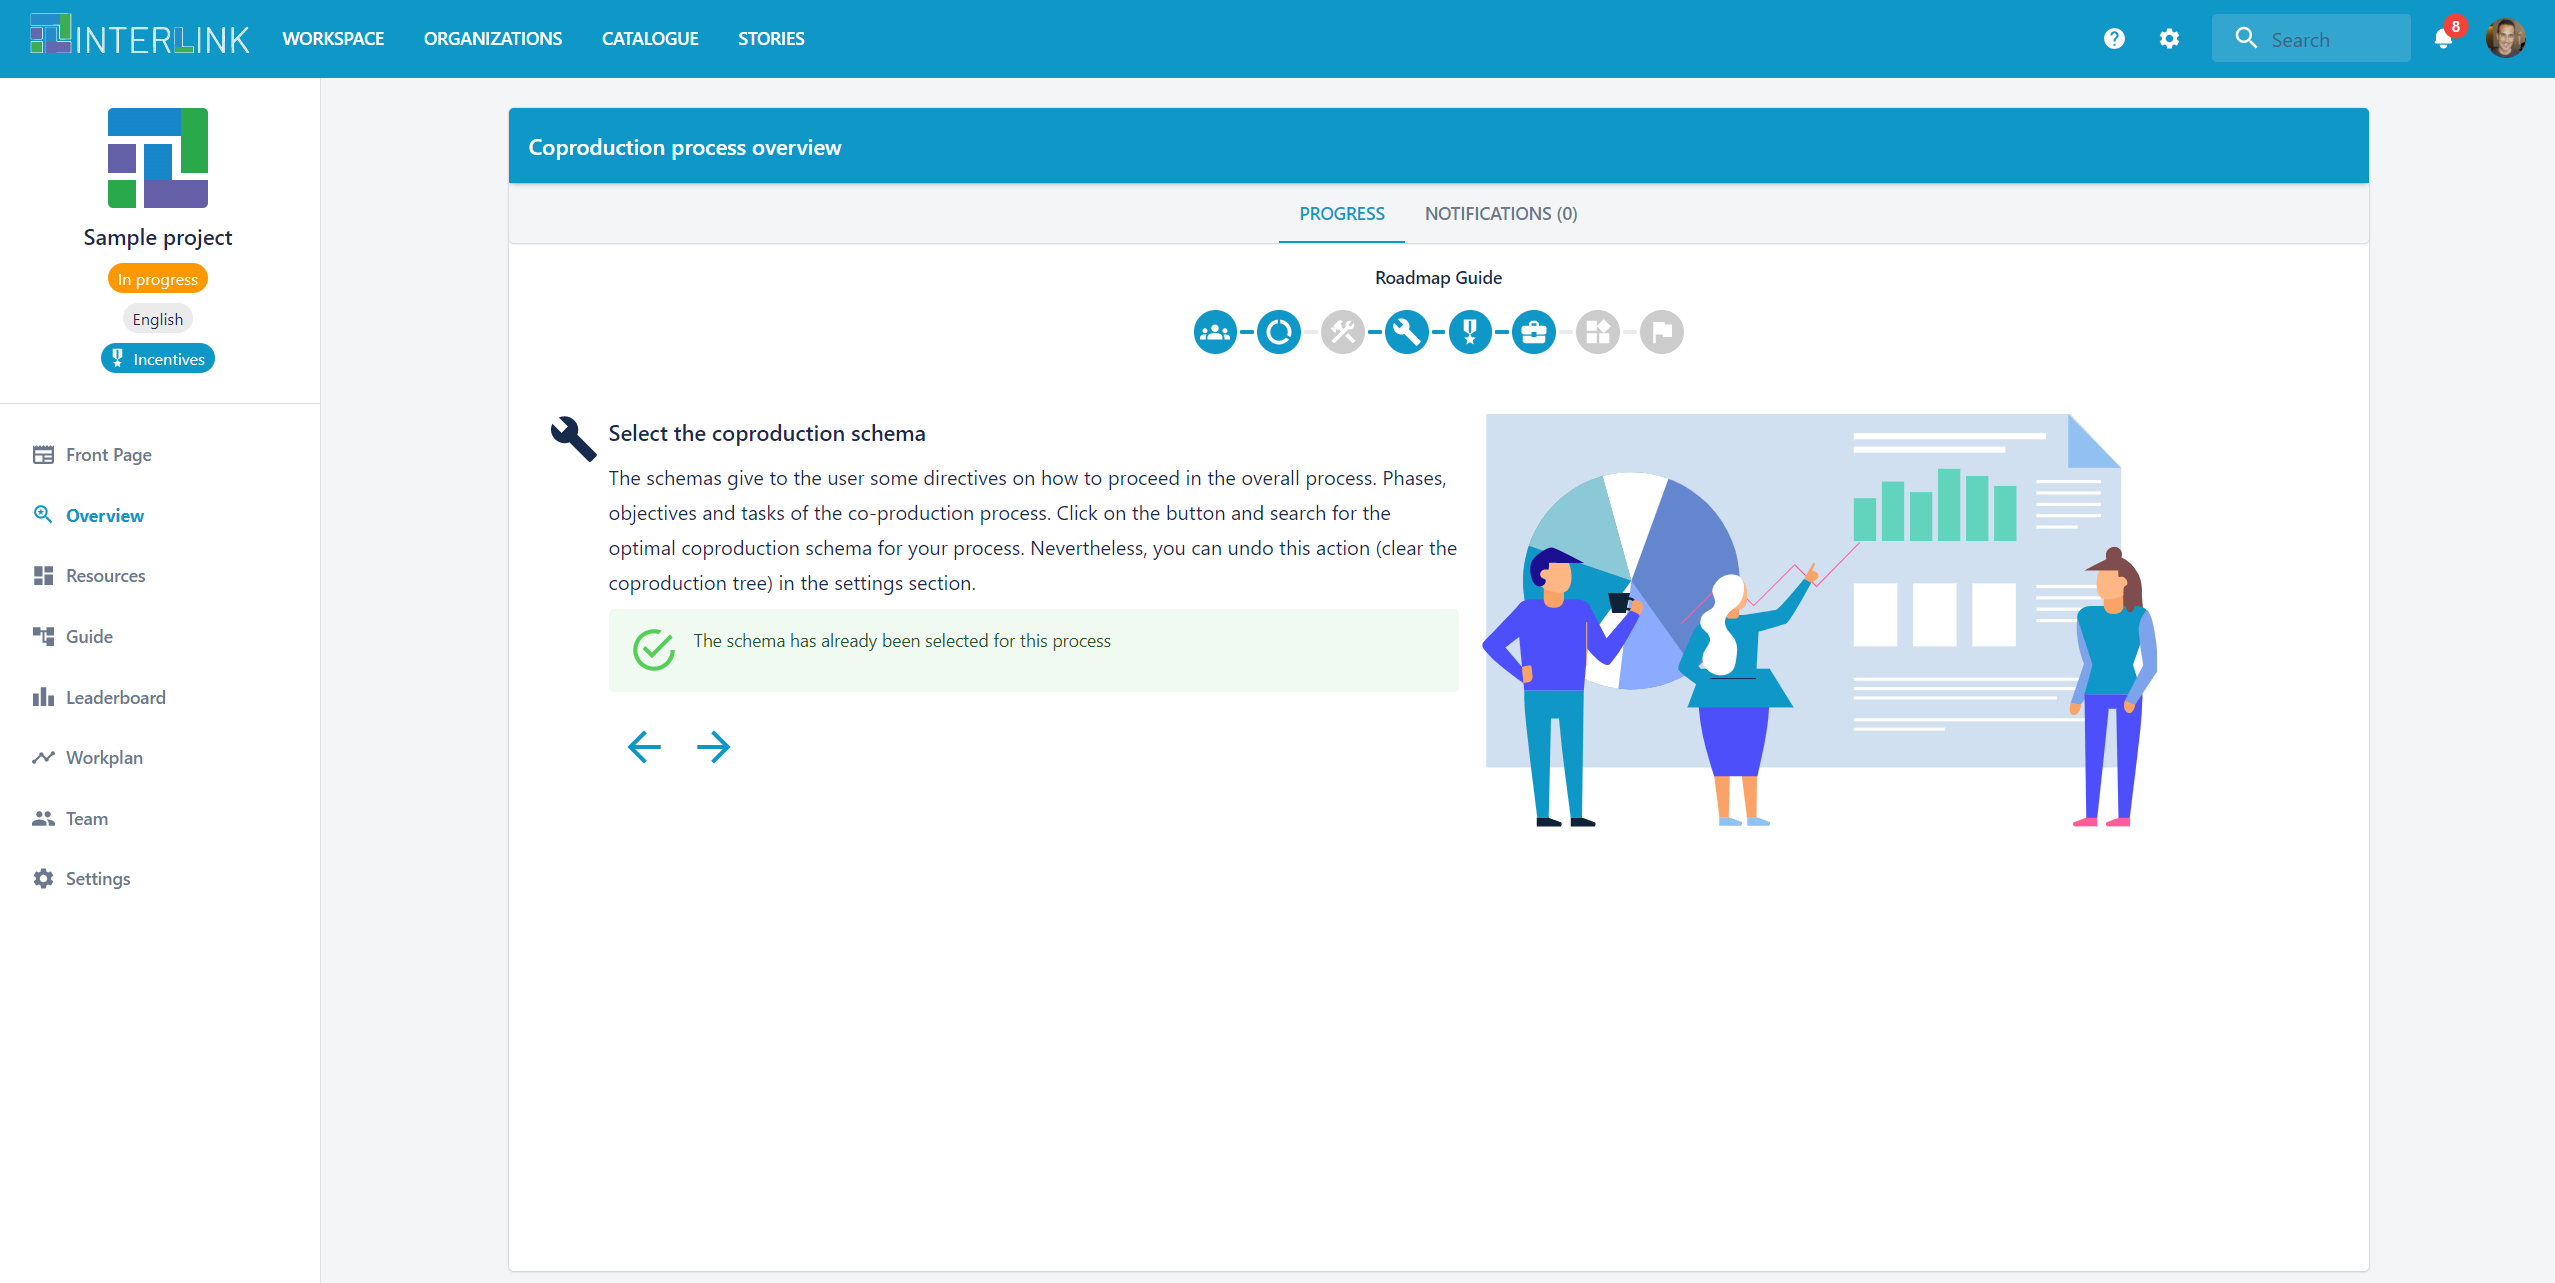 INTERLINK
WORKSPACE
ORGANIZATIONS
CATALOGUE
STORIES
Search
8
Sample project
In progress
English
Incentives
Front Page
Overview
Resources
Guide
Leaderboard
Workplan
Team
Settings
Coproduction process overview
PROGRESS
NOTIFICATIONS (0)
Roadmap Guide
Select the coproduction schema
The schemas give to the user some directives on how to proceed in the overall process. Phases,
objectives and tasks of the co-production process. Click on the button and search for the
optimal coproduction schema for your process. Nevertheless, you can undo this action (clear the
coproduction tree) in the settings section.
The schema has already been selected for this process